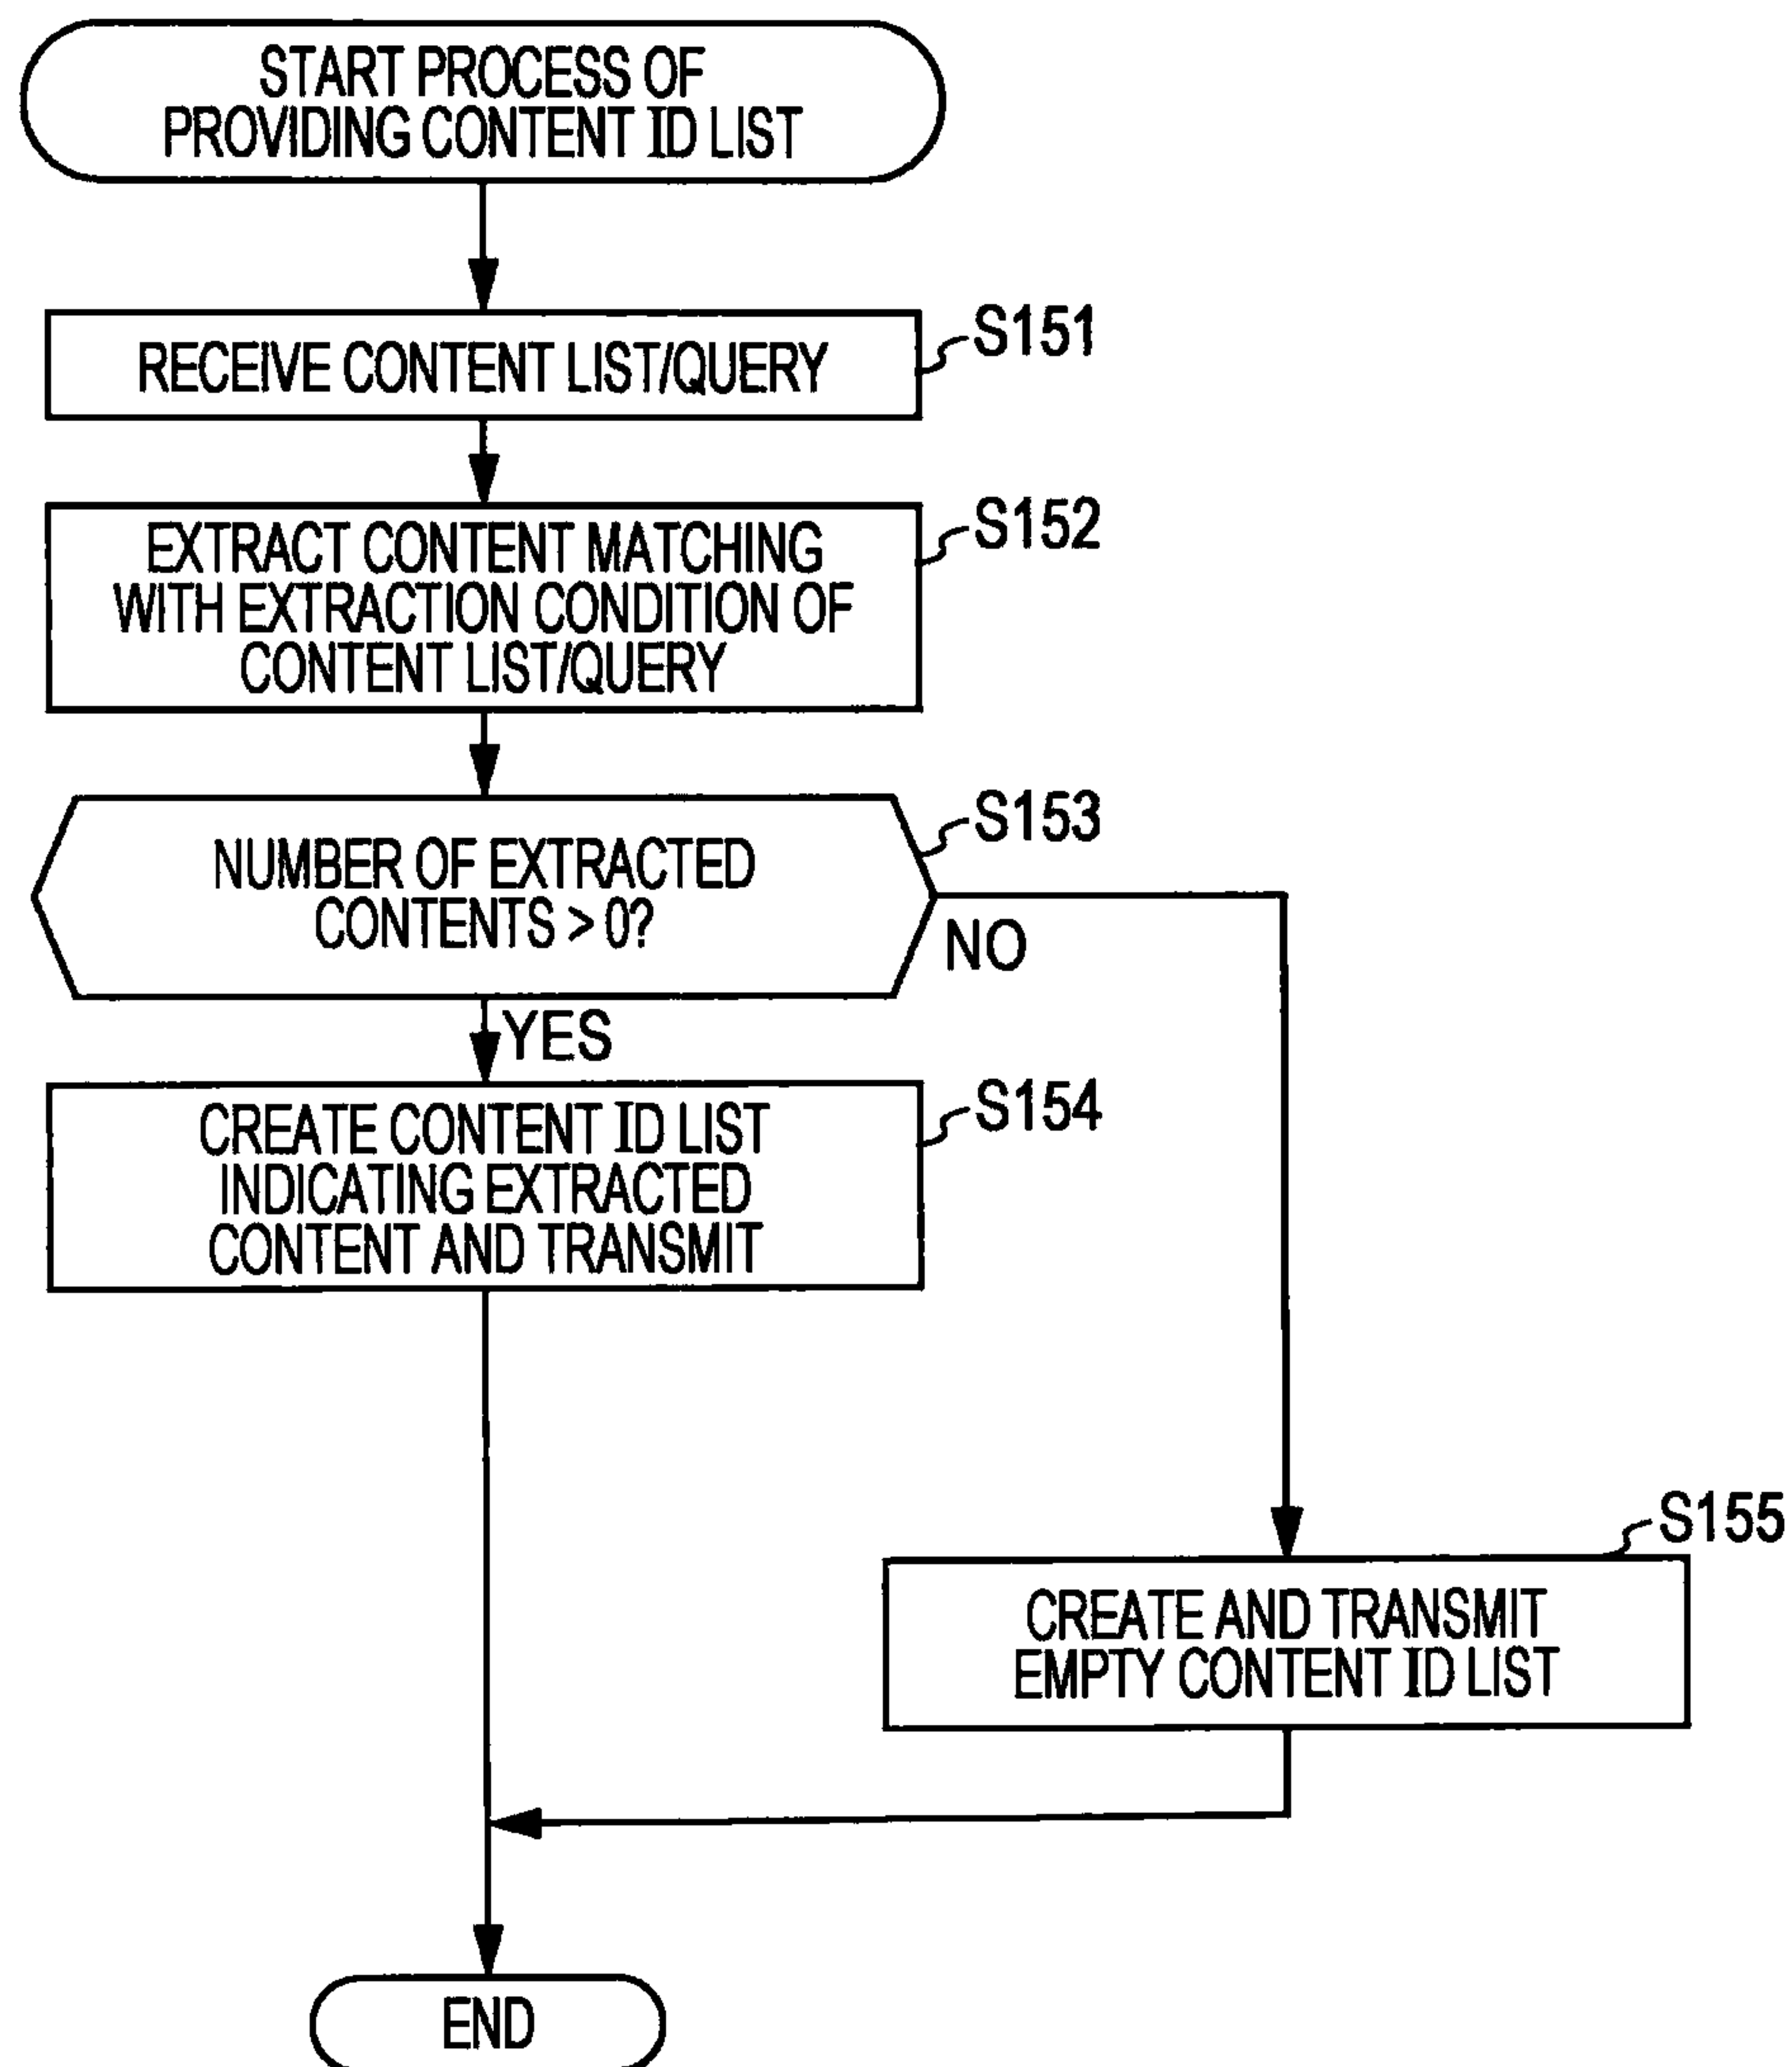 START PROCESS OF
PROVIDING CONTENT ID LIST
RECEIVE CONTENT LIST/QUERY
S151
EXTRACT CONTENT MATCHING
WITH EXTRACTION CONDITION OF
CONTENT LIST/QUERY
S152
NUMBER OF EXTRACTED
CONTENTS > 0?
S153
NO
YES
CREATE CONTENT ID LIST
INDICATING EXTRACTED
CONTENT AND TRANSMIT
S154
S155
CREATE AND TRANSMIT
EMPTY CONTENT ID LIST
END